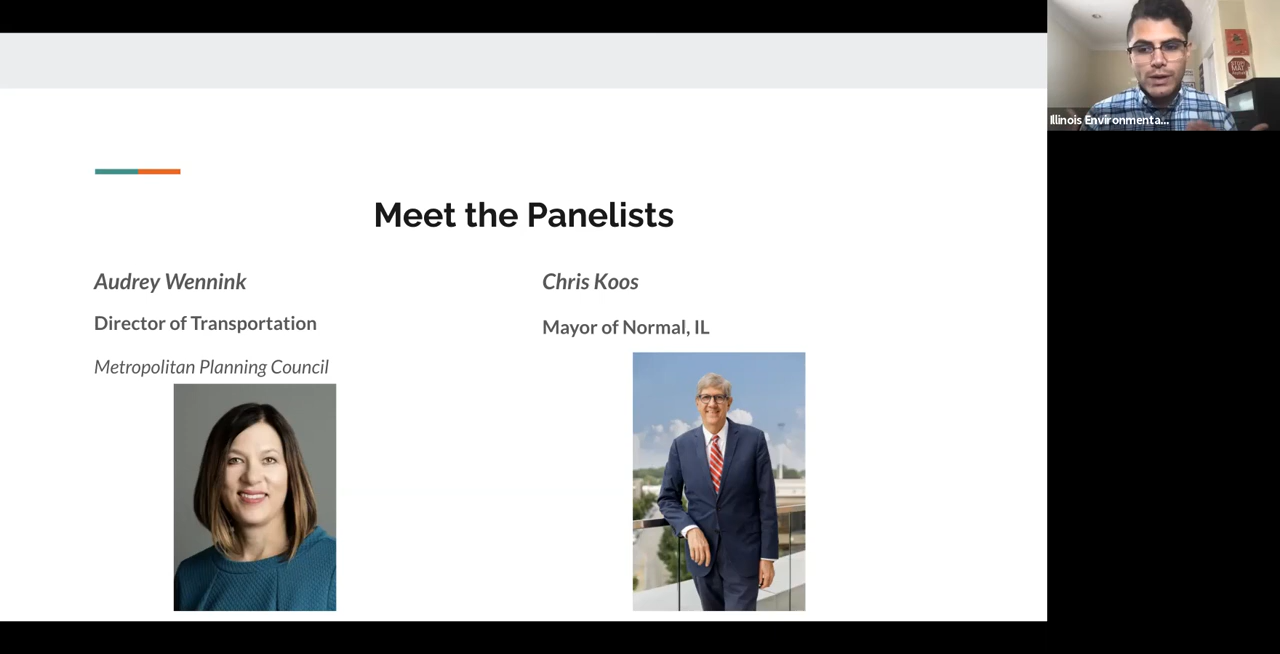 Meet the Panelists
Audrey Wennink
Director of Transportation
Metropolitan Planning Council
Chris Koos
Mayor of Normal, IL
Illinois Environmenta...